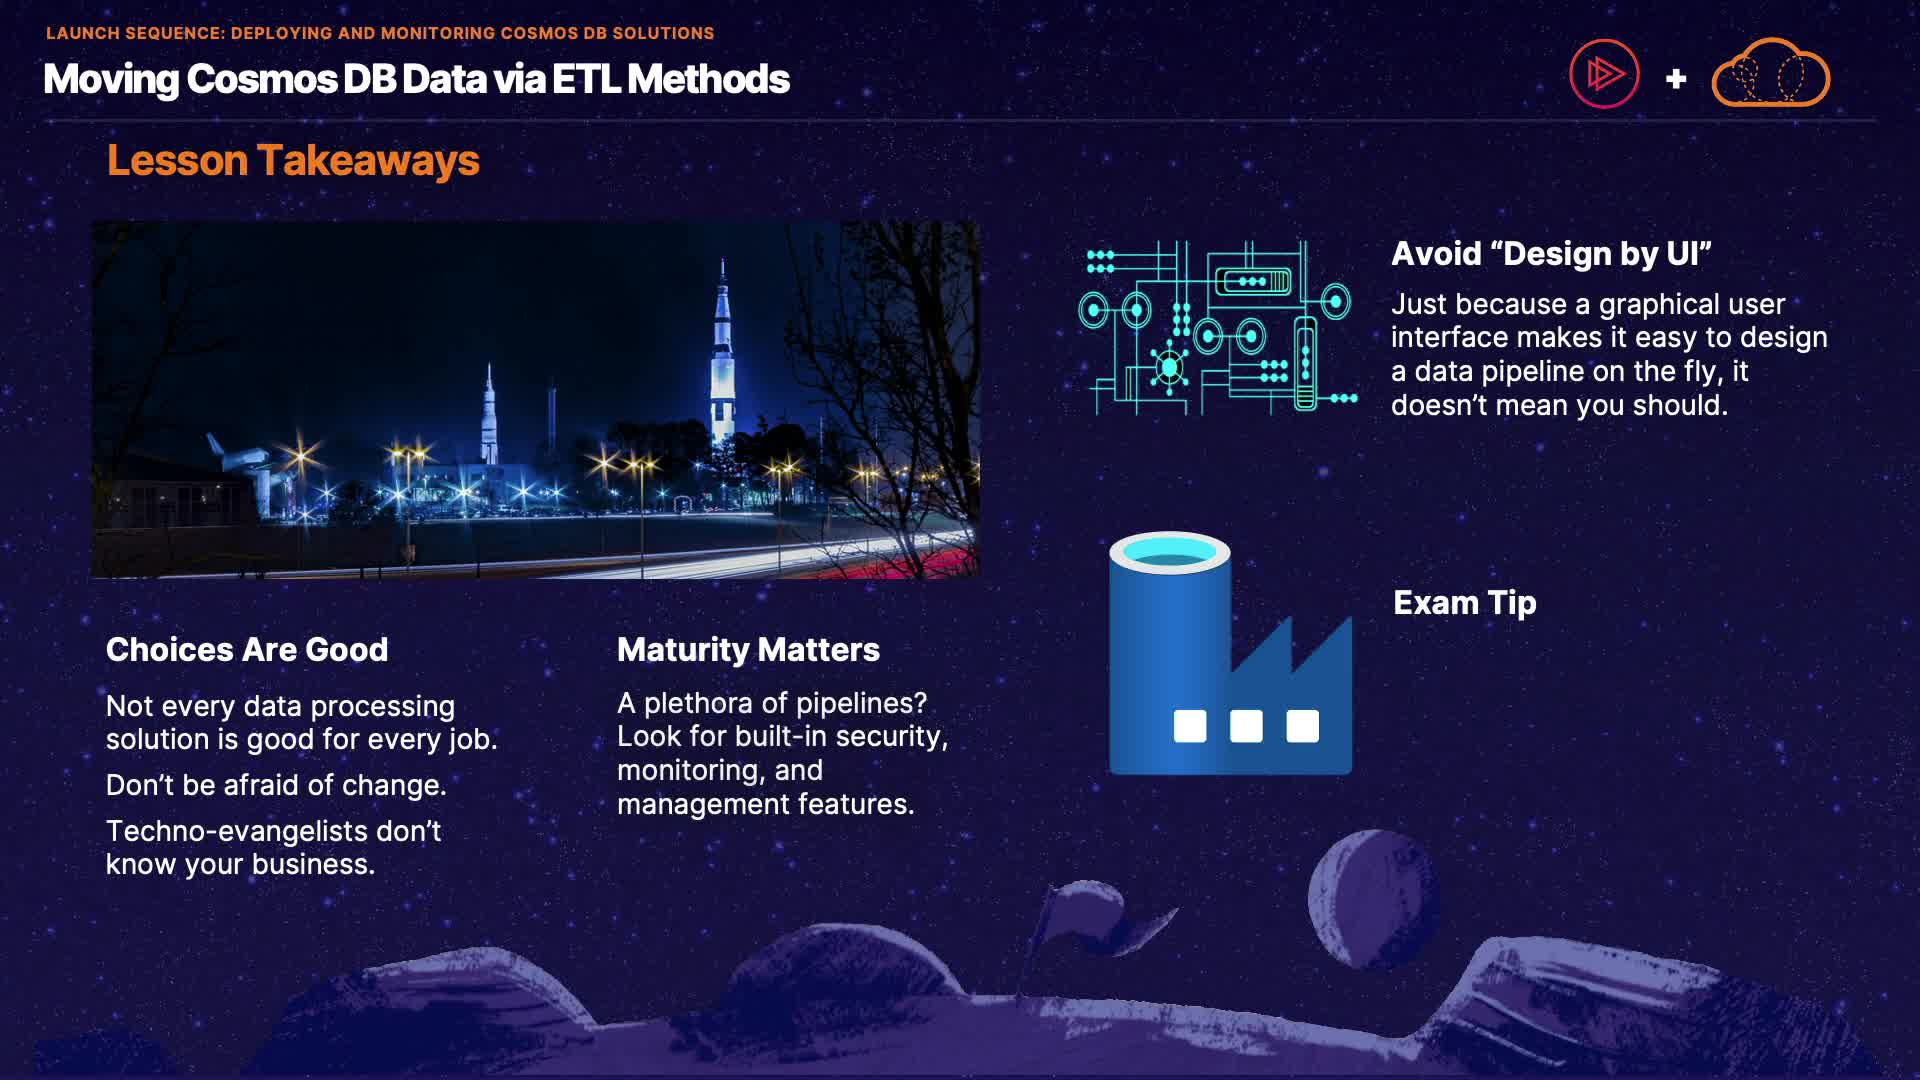 LAUNCH SEQUENCE: DEPLOYING AND MONITORING COSMOS DB SOLUTIONS
Moving Cosmos DB Data via ETL Methods
+
Lesson Takeaways
Choices Are Good
Not every data processing
solution is good for every job.
Don’t be afraid of change.
Techno-evangelists don’t
know your business.
Maturity Matters
A plethora of pipelines?
Look for built-in security,
monitoring, and
management features.
Avoid “Design by UI”
Just because a graphical user
interface makes it easy to design
a data pipeline on the fly, it
doesn’t mean you should.
Exam Tip